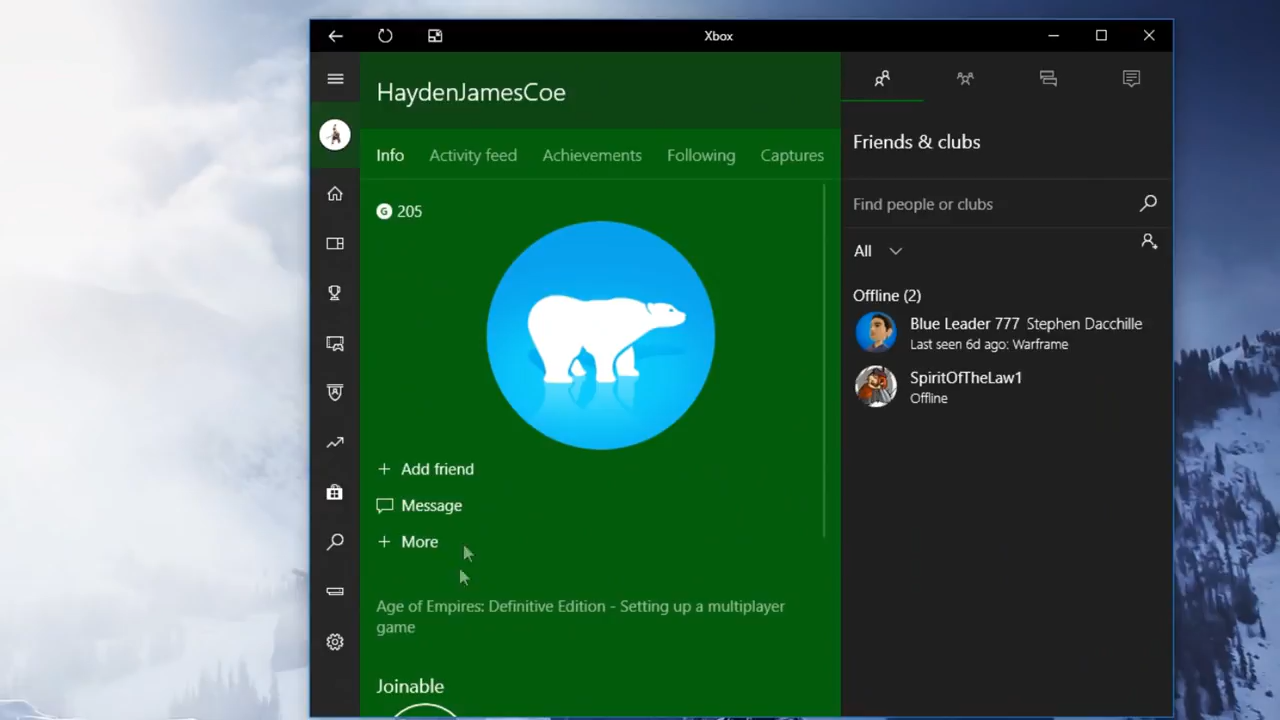 Xbox
HaydenJamesCoe
Info Activity feed Achievements Following Captures
G 205
Add friend
Message
More
Age of Empires: Definitive Edition - Setting up a multiplayer
game
Joinable
Friends & clubs
Find people or clubs
All
Offline (2)
Blue Leader 777 Stephen Dacchille
Last seen 6d ago: Warframe
SpiritOfTheLaw1
Offline